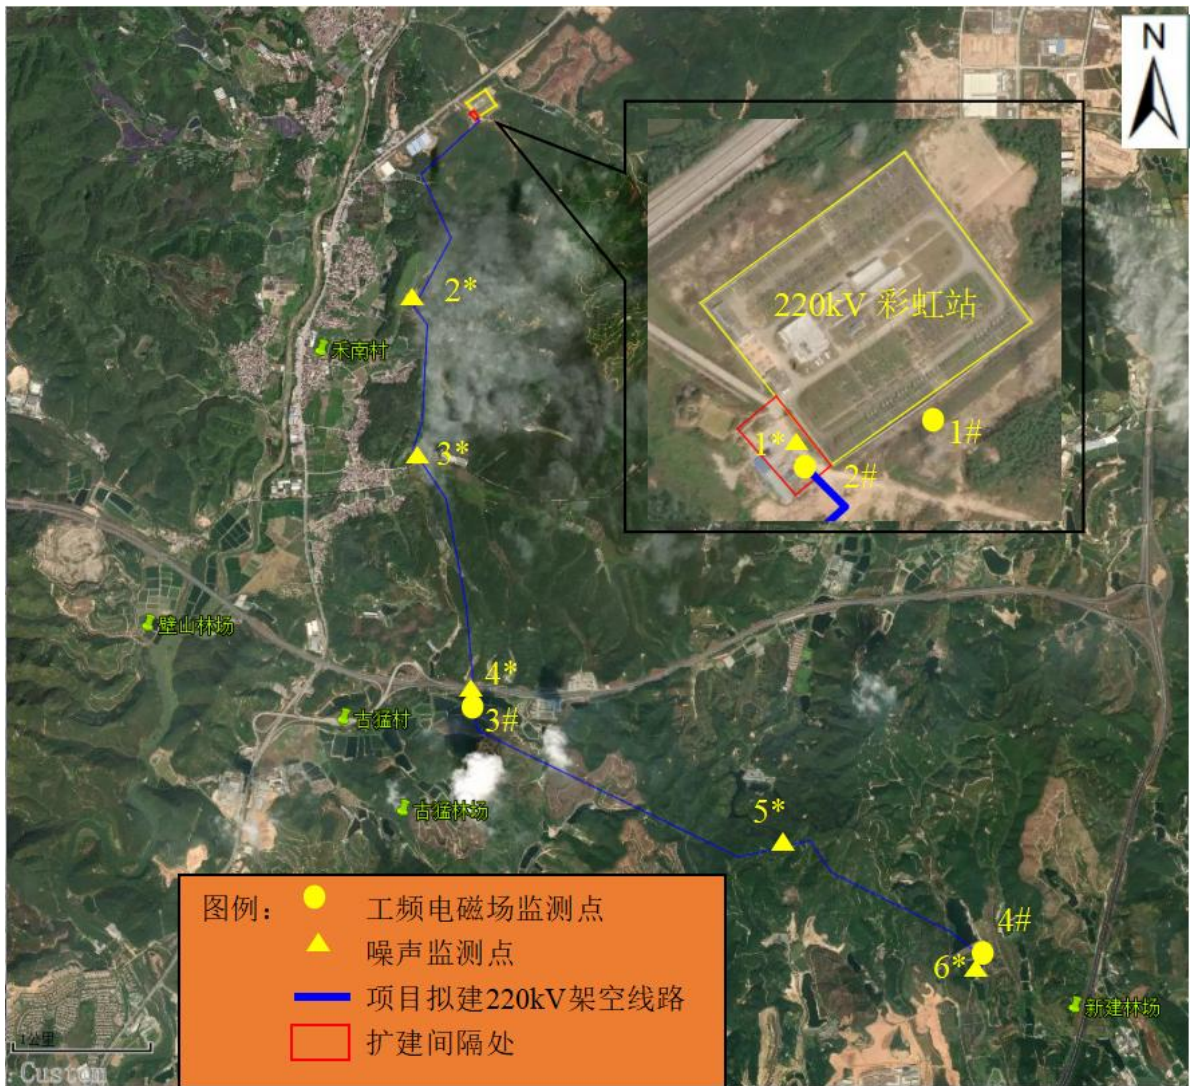 N
220kV 彩虹站
1*
1#
2#
2*
禾南村
3*
壁山林场
4*
3#
古猛村
古猛林场
5*
4#
6*
新建林场
图例：
工频电磁场监测点
噪声监测点
项目拟建220kV架空线路
扩建间隔处
1公里
Custom